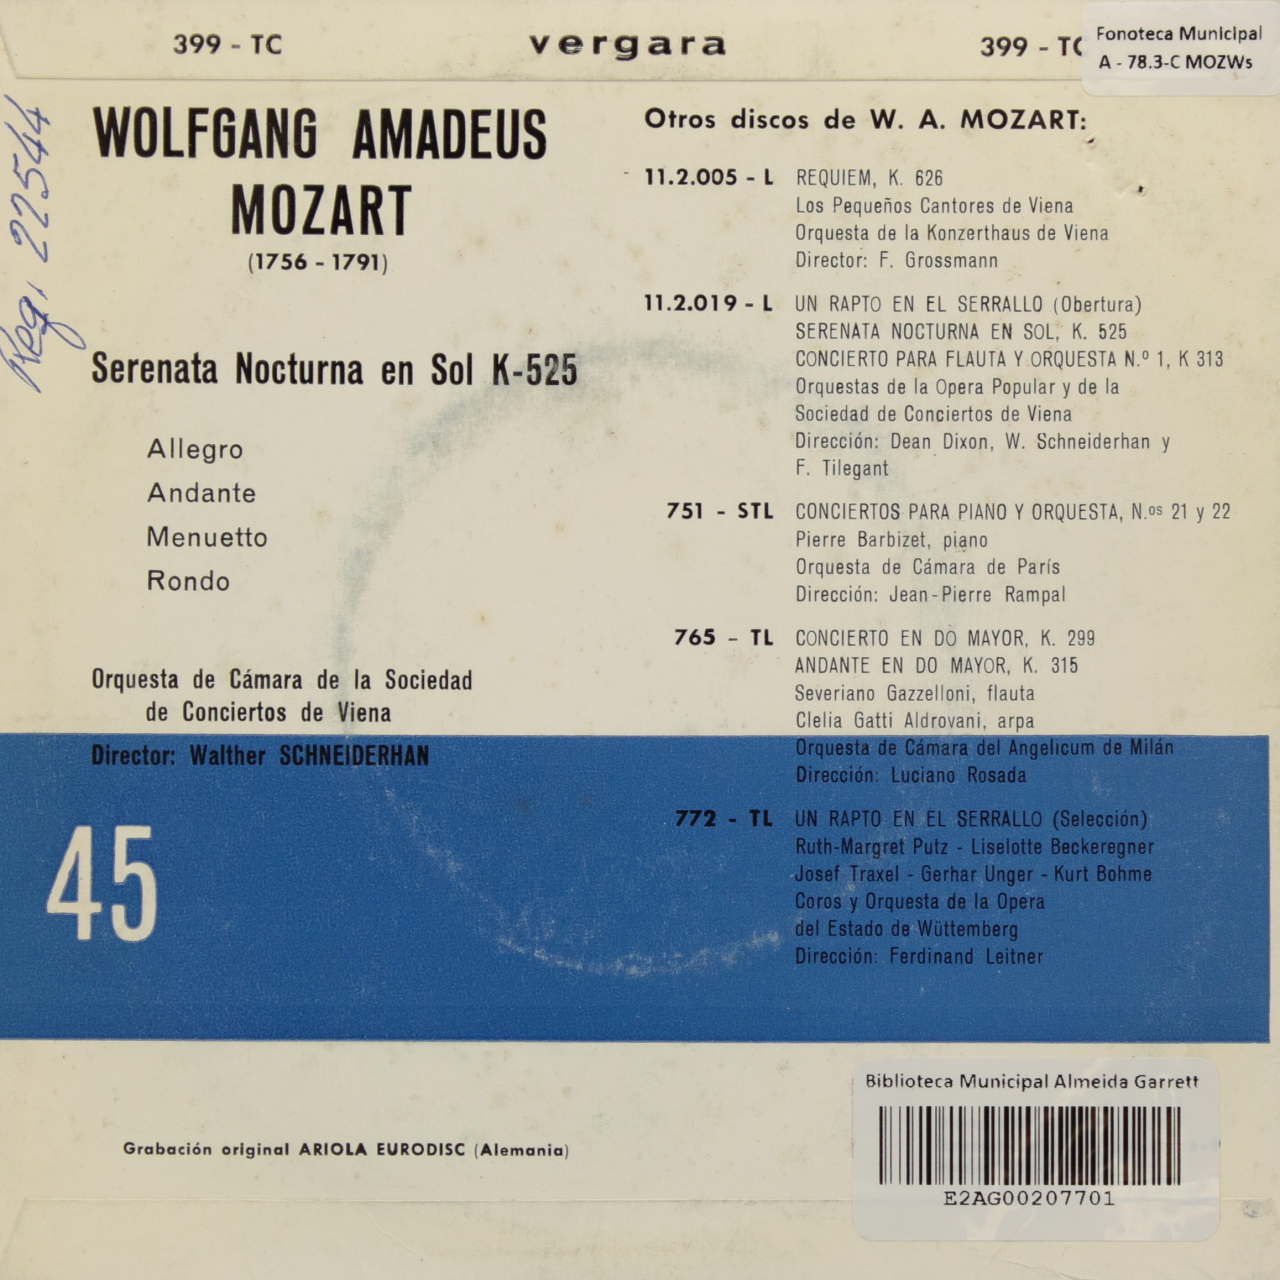 399 - TC
vergara
399 - TC
Fonoteca Municipal
A - 78.3-C MOZWs
Reg. 22544
WOLFGANG AMADEUS
MOZART
(1756 - 1791)
Serenata Nocturna en Sol K-525
Allegro
Andante
Menuetto
Rondo
Orquesta de Cámara de la Sociedad
de Conciertos de Viena
Director: Walther SCHNEIDERHAN
45
Grabación original ARIOLA EURODISC (Alemania)
Otros discos de W. A. MOZART:
11.2.005 - L REQUIEM, K. 626
Los Pequeños Cantores de Viena
Orquesta de la Konzerthaus de Viena
Director: F. Grossmann
11.2.019 - L UN RAPTO EN EL SERRALLO (Obertura)
SERENATA NOCTURNA EN SOL, K. 525
CONCIERTO PARA FLAUTA Y ORQUESTA N.º 1, K 313
Orquestas de la Opera Popular y de la
Sociedad de Conciertos de Viena
Dirección: Dean Dixon, W. Schneiderhan y
F. Tilegant
751 - STL CONCIERTOS PARA PIANO Y ORQUESTA, N.os 21 y 22
Pierre Barbizet, piano
Orquesta de Cámara de París
Dirección: Jean-Pierre Rampal
765 - TL CONCIERTO EN DO MAYOR, K. 299
ANDANTE EN DO MAYOR, K. 315
Severiano Gazzelloni, flauta
Clelia Gatti Aldrovani, arpa
Orquesta de Cámara del Angelicum de Milán
Dirección: Luciano Rosada
772 - TL UN RAPTO EN EL SERRALLO (Selección)
Ruth-Margret Putz - Liselotte Beckeregner
Josef Traxel - Gerhar Unger - Kurt Bohme
Coros y Orquesta de la Opera
del Estado de Wüttemberg
Dirección: Ferdinand Leitner
Biblioteca Municipal Almeida Garrett
E2AG00207701